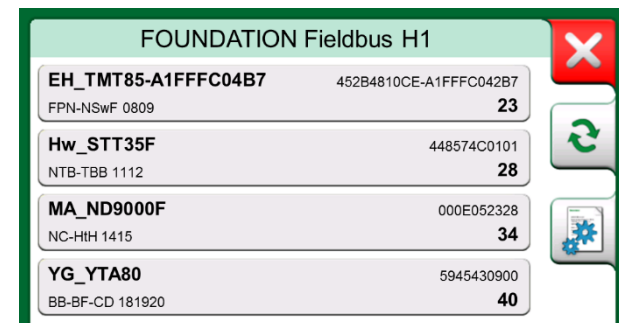 FOUNDATION Fieldbus H1
EH_TMT85-A1FFFC04B7 452B4810CE-A1FFFC042B7
FPN-NSwF 0809 23
Hw_STT35F 448574C0101
NTB-TBB 1112 28
MA_ND9000F 000E052328
NC-HtH 1415 34
YG_YTA80 5945430900
BB-BF-CD 181920 40